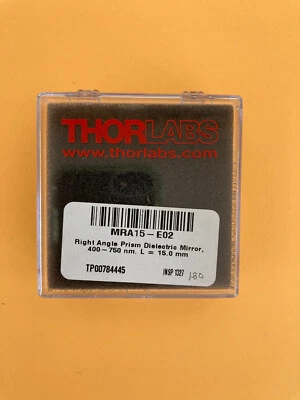 THORLABS
www.thorlabs.com
MRA15-E02
Right Angle Prism Dielectric Mirror,
400-750 nm, L = 15.0 mm
TP00784445 INSP 1327
180